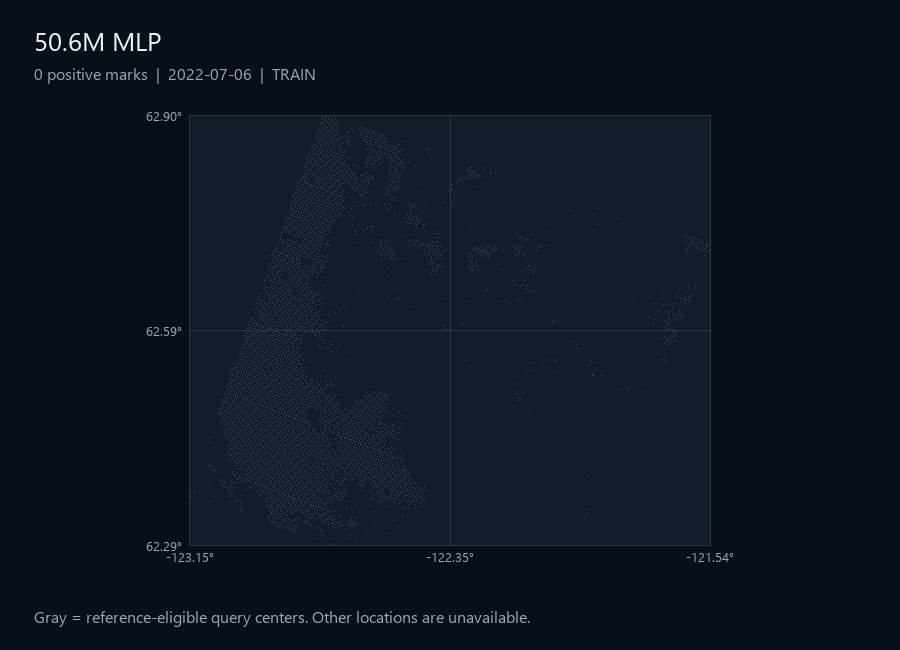 50.6M MLP
0 positive marks | 2022-07-06 | TRAIN
62.90°
62.59°
62.29°
-123.15°
-122.35°
-121.54°
Gray = reference-eligible query centers. Other locations are unavailable.